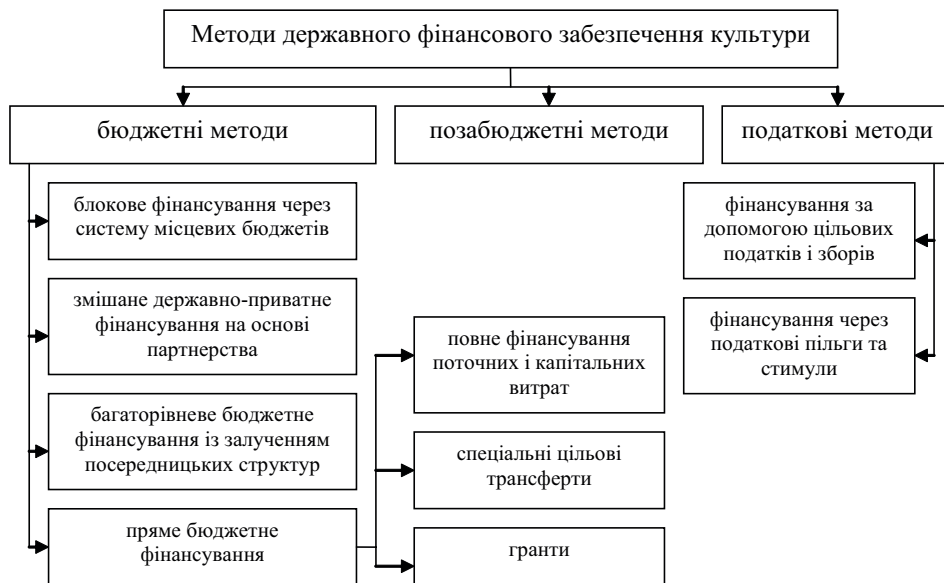 Методи державного фінансового забезпечення культури
бюджетні методи
позабюджетні методи
податкові методи
блокове фінансування через
систему місцевих бюджетів
змішане державно-приватне
фінансування на основі
партнерства
багаторівневе бюджетне
фінансування із залученням
посередницьких структур
пряме бюджетне
фінансування
повне фінансування
поточних і капітальних
витрат
спеціальні цільові
трансферти
гранти
фінансування за
допомогою цільових
податків і зборів
фінансування через
податкові пільги та
стимули